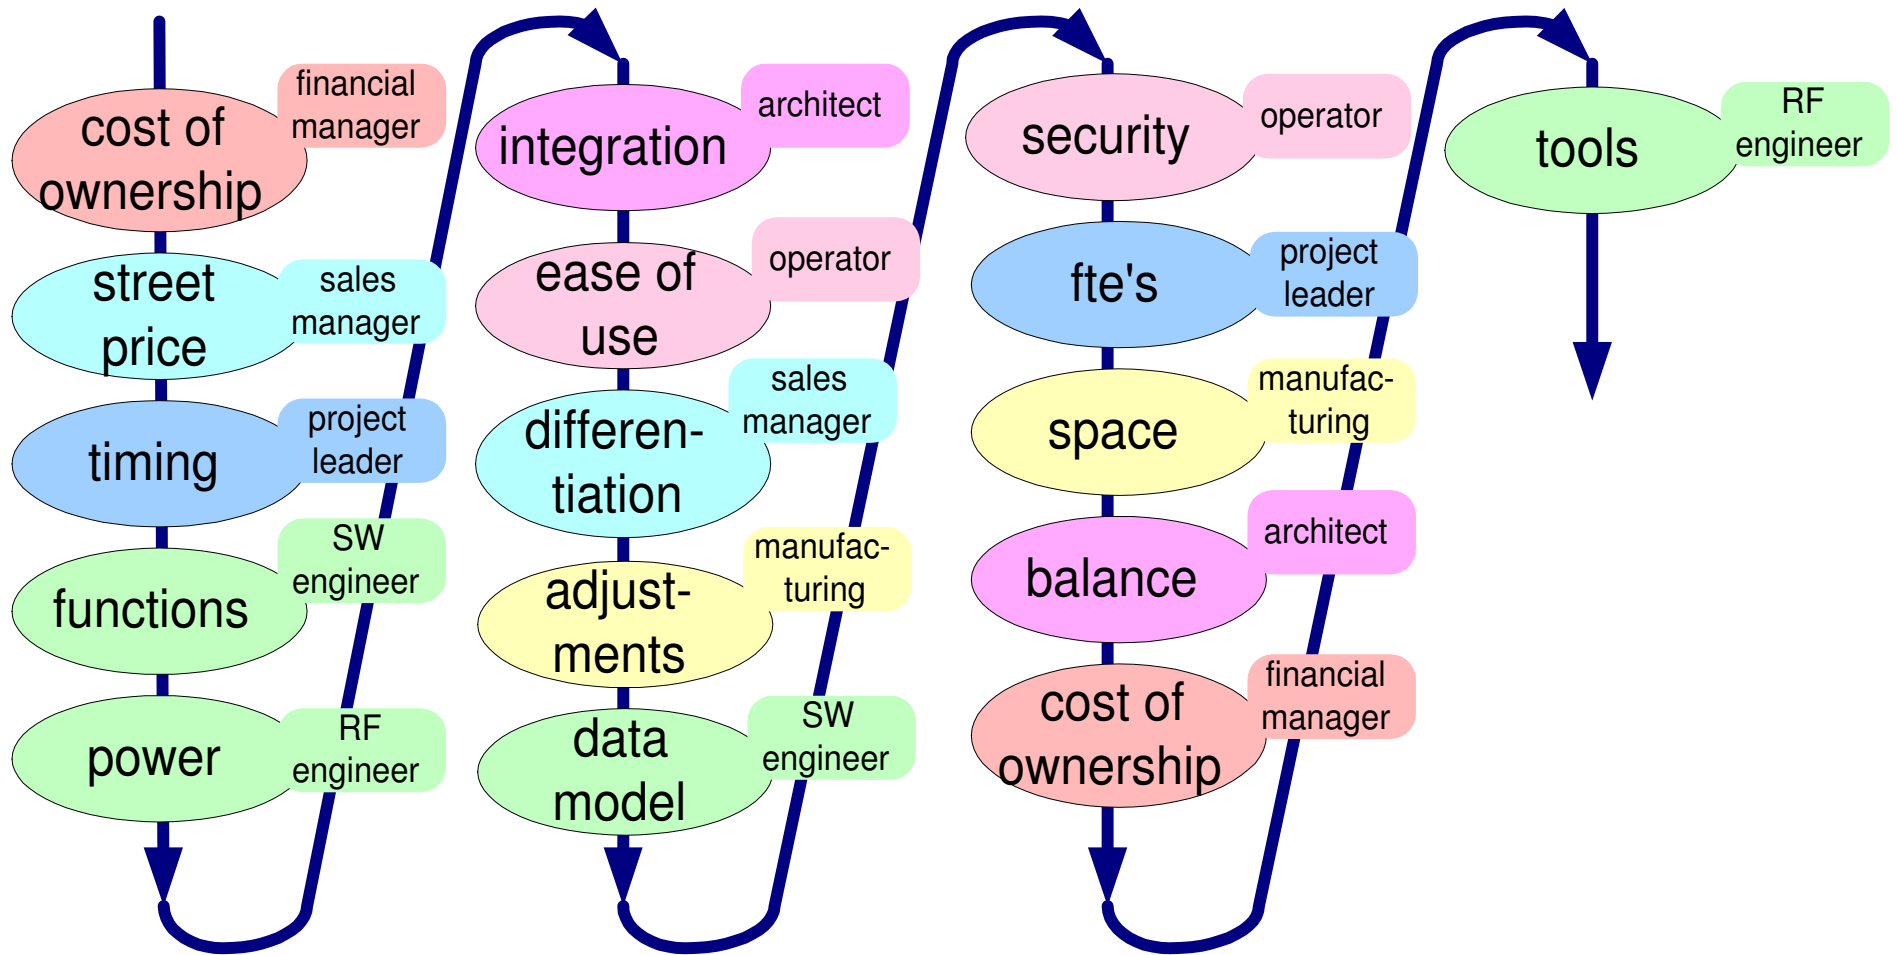 cost of
ownership
financial
manager
street
price
sales
manager
timing
project
leader
functions
SW
engineer
power
RF
engineer
integration
architect
ease of
use
operator
differen-
tiation
sales
manager
adjust-
ments
manufac-
turing
data
model
SW
engineer
security
operator
fte's
project
leader
space
manufac-
turing
balance
architect
cost of
ownership
financial
manager
tools
RF
engineer